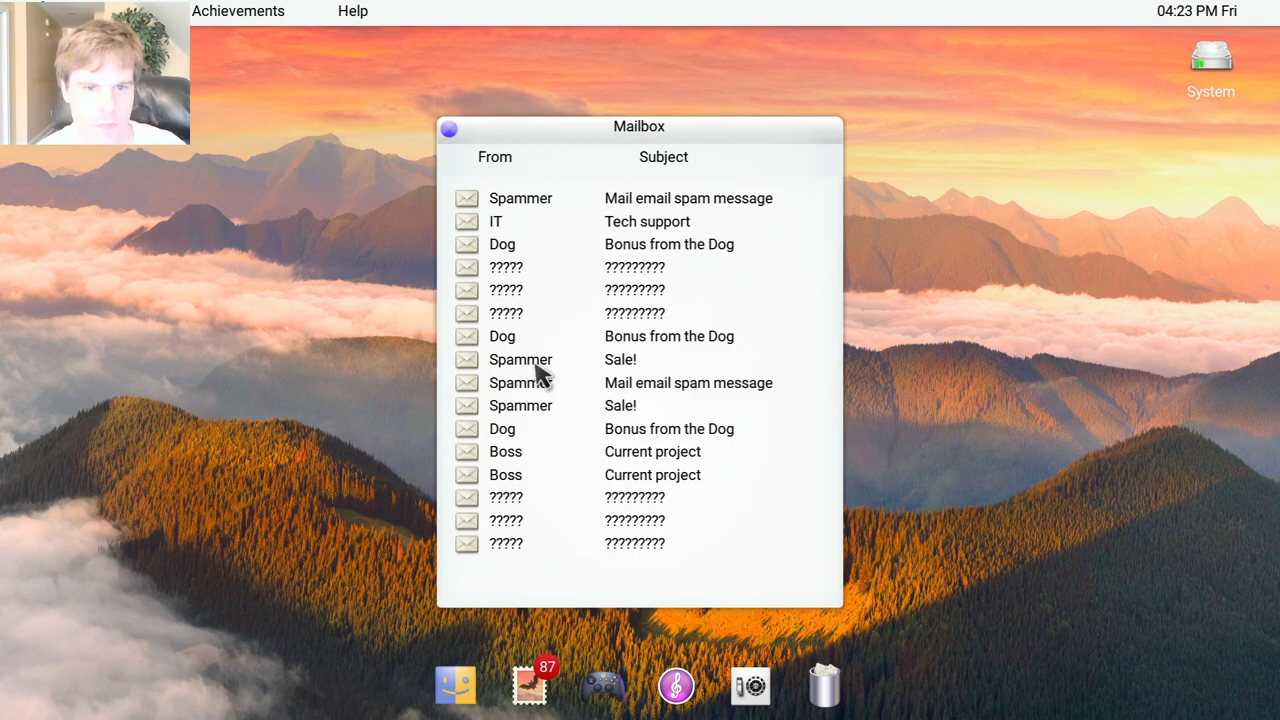 Achievements Help 04:23 PM Fri
System
Mailbox
From Subject
Spammer Mail email spam message
IT Tech support
Dog Bonus from the Dog
????? ?????????
????? ?????????
????? ?????????
Dog Bonus from the Dog
Spammer Sale!
Spammer Mail email spam message
Spammer Sale!
Dog Bonus from the Dog
Boss Current project
Boss Current project
????? ?????????
????? ?????????
????? ?????????
87